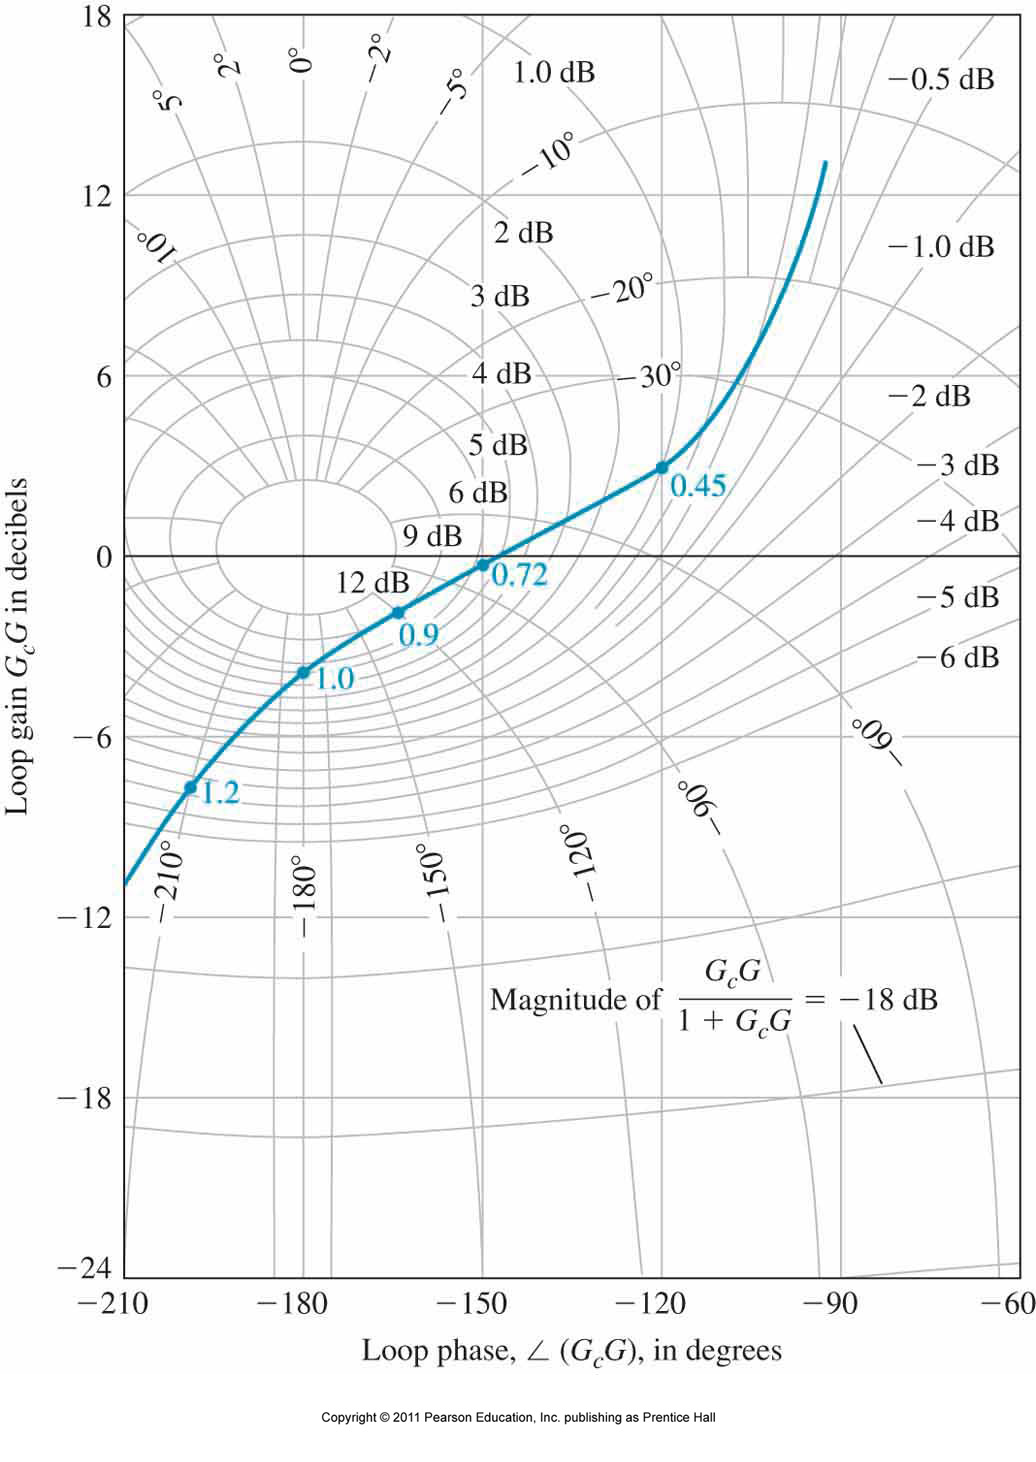 18
12
6
0
−6
−12
−18
−24
−210
−180
−150
−120
−90
−60
Loop gain GcG in decibels
Loop phase, ∠ (GcG), in degrees
5°
2°
0°
−2°
−5°
1.0 dB
−0.5 dB
−10°
10°
2 dB
−1.0 dB
3 dB
−20°
4 dB
−30°
−2 dB
5 dB
−3 dB
6 dB
0.45
−4 dB
9 dB
12 dB
0.72
−5 dB
0.9
−6 dB
1.0
1.2
−60°
−90°
−120°
−150°
−180°
−210°
Magnitude of GcG / 1 + GcG = −18 dB
Copyright © 2011 Pearson Education, Inc. publishing as Prentice Hall